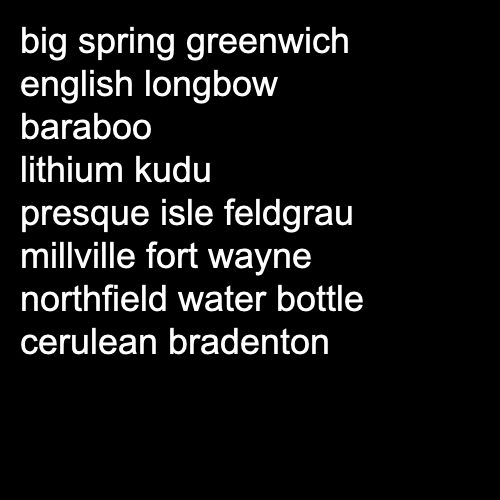 big spring greenwich
english longbow
baraboo
lithium kudu
presque isle feldgrau
millville fort wayne
northfield water bottle
cerulean bradenton